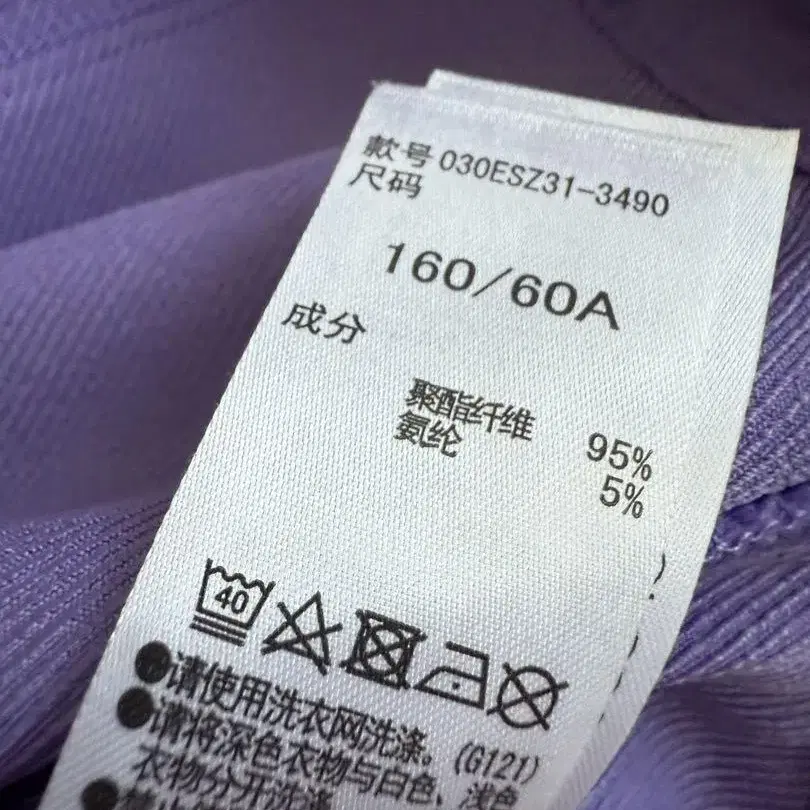 款号 030ESZ31-3490
尺码
160/60A
成分
聚酯纤维 95%
氨纶 5%
40
请使用洗衣网洗涤。(G121)
请将深色衣物与白色、浅色
衣物分开洗涤